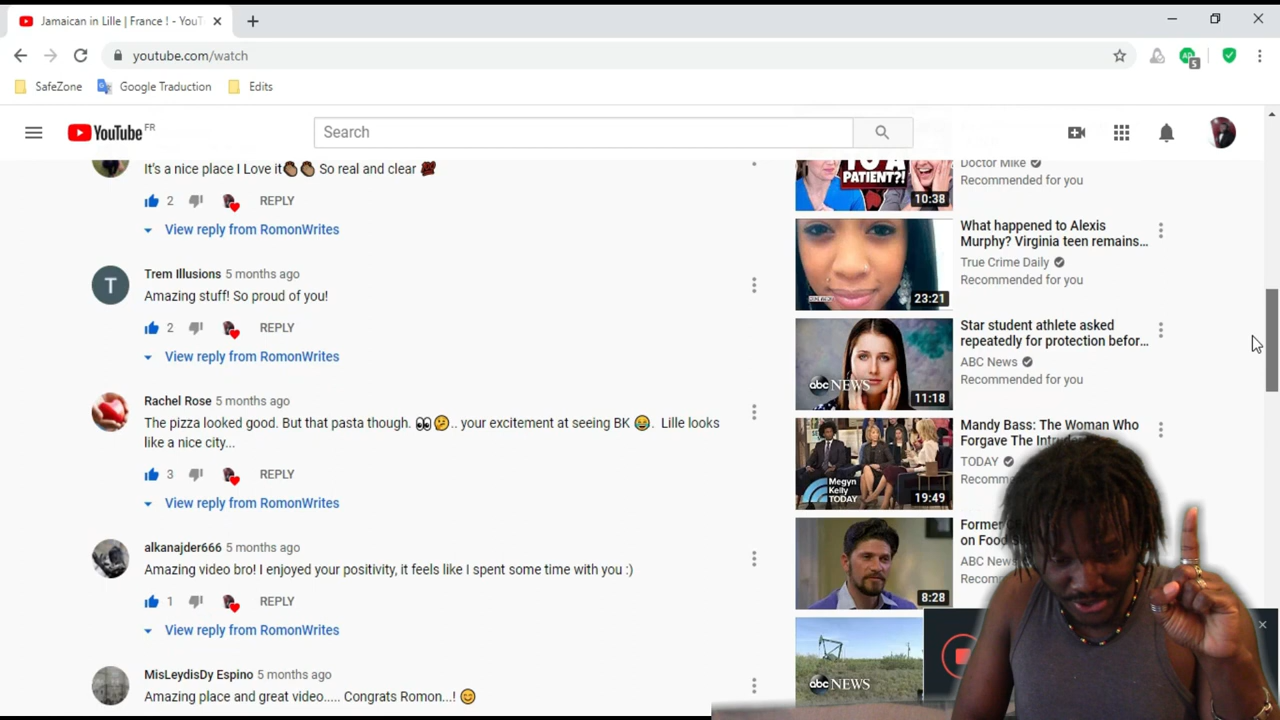 Jamaican in Lille | France ! - YouT
youtube.com/watch
5
SafeZone
Google Traduction
Edits
YouTube FR
Search
It's a nice place I Love it👏🏾👏🏾 So real and clear 💯
2 REPLY
View reply from RomonWrites
T
Trem Illusions 5 months ago
Amazing stuff! So proud of you!
2 REPLY
View reply from RomonWrites
Rachel Rose 5 months ago
The pizza looked good. But that pasta though. 👀🤔.. your excitement at seeing BK 😂. Lille looks
like a nice city...
3 REPLY
View reply from RomonWrites
alkanajder666 5 months ago
Amazing video bro! I enjoyed your positivity, it feels like I spent some time with you :)
1 REPLY
View reply from RomonWrites
MisLeydisDy Espino 5 months ago
Amazing place and great video..... Congrats Romon...! 😊
TO A
PATIENT?!
10:38
Doctor Mike
Recommended for you
23:21
What happened to Alexis
Murphy? Virginia teen remains...
True Crime Daily
Recommended for you
abc NEWS
11:18
Star student athlete asked
repeatedly for protection befor...
ABC News
Recommended for you
Megyn
Kelly
TODAY
19:49
Mandy Bass: The Woman Who
Forgave The
TODAY
Recomm
8:28
Former
on Food
ABC News
Recomm
abc NEWS